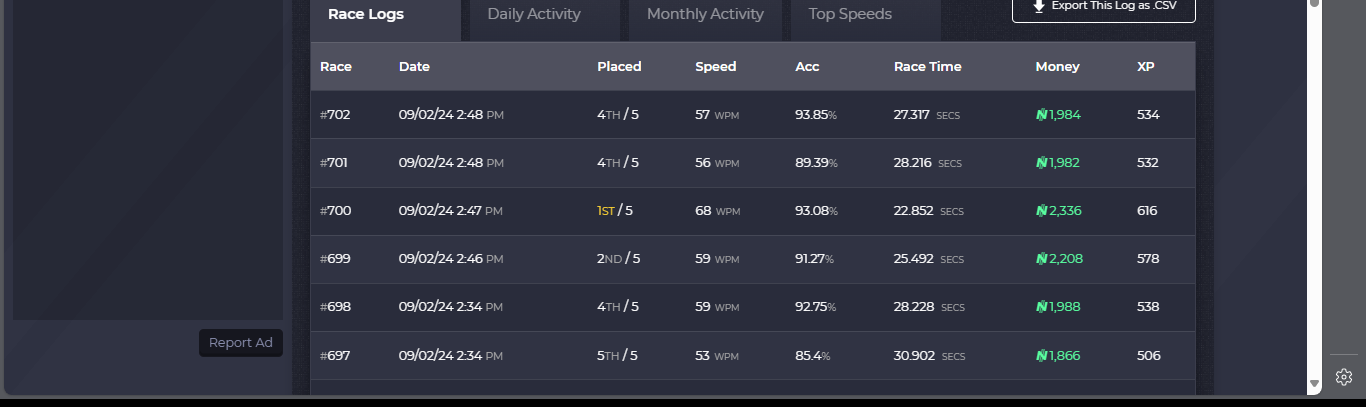 Race Logs Daily Activity Monthly Activity Top Speeds Export This Log as .CSV
Race Date Placed Speed Acc Race Time Money XP
#702 09/02/24 2:48 PM 4TH / 5 57 WPM 93.85% 27.317 SECS 1,984 534
#701 09/02/24 2:48 PM 4TH / 5 56 WPM 89.39% 28.216 SECS 1,982 532
#700 09/02/24 2:47 PM 1ST / 5 68 WPM 93.08% 22.852 SECS 2,336 616
#699 09/02/24 2:46 PM 2ND / 5 59 WPM 91.27% 25.492 SECS 2,208 578
#698 09/02/24 2:34 PM 4TH / 5 59 WPM 92.75% 28.228 SECS 1,988 538
Report Ad
#697 09/02/24 2:34 PM 5TH / 5 53 WPM 85.4% 30.902 SECS 1,866 506